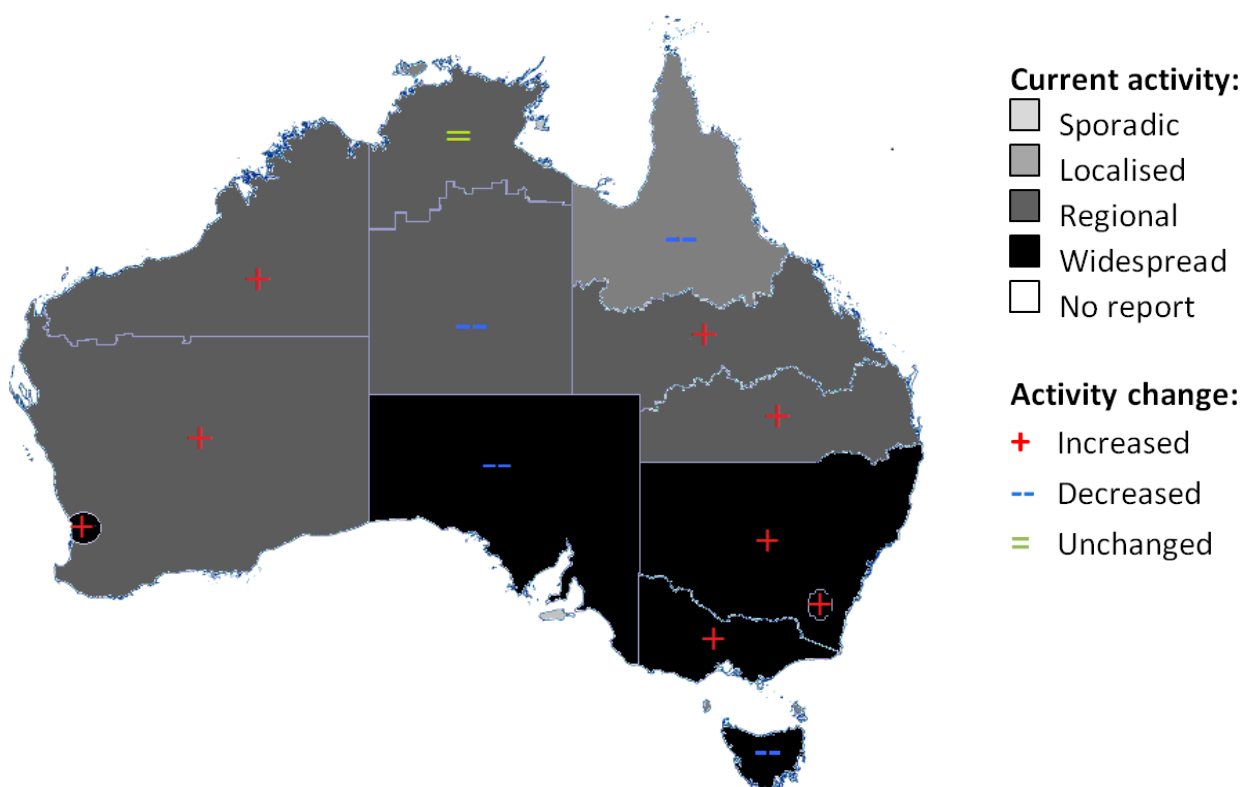 Current activity:
Sporadic
Localised
Regional
Widespread
No report
Activity change:
+ Increased
-- Decreased
= Unchanged